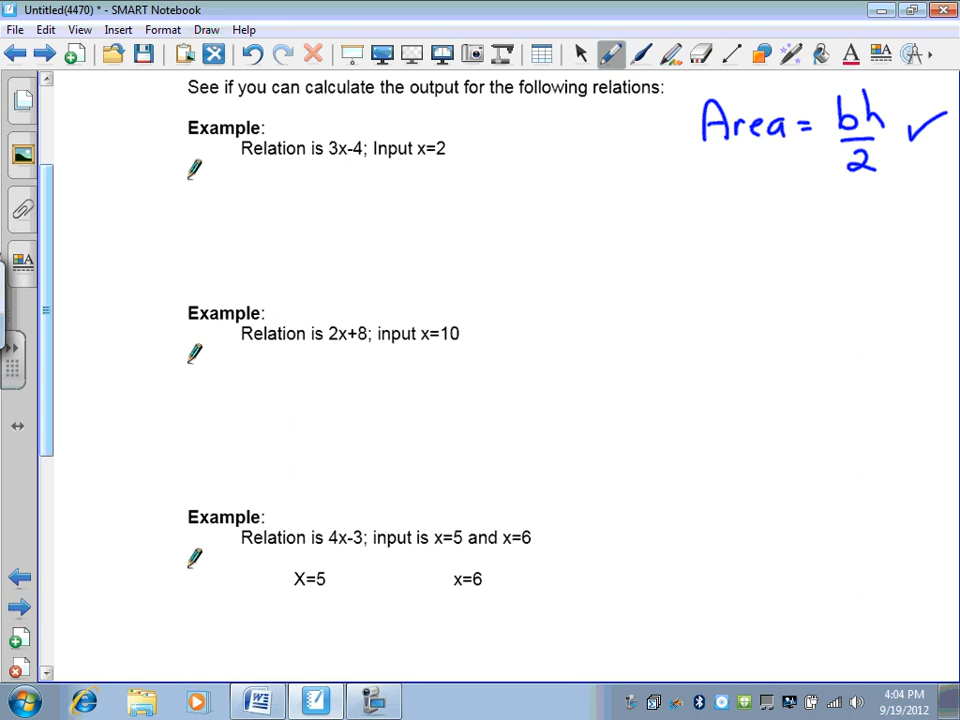 Untitled(4470) * - SMART Notebook
File Edit View Insert Format Draw Help
See if you can calculate the output for the following relations:
Area = bh/2 ✓
Example:
Relation is 3x-4; Input x=2
Example:
Relation is 2x+8; input x=10
Example:
Relation is 4x-3; input is x=5 and x=6
X=5 x=6
4:04 PM
9/19/2012